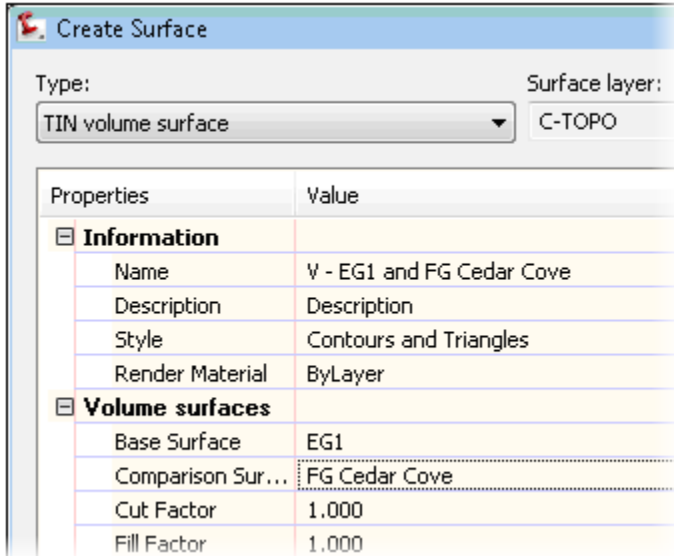 Create Surface
Type: Surface layer:
TIN volume surface C-TOPO
Properties Value
Information
Name V - EG1 and FG Cedar Cove
Description Description
Style Contours and Triangles
Render Material ByLayer
Volume surfaces
Base Surface EG1
Comparison Sur... FG Cedar Cove
Cut Factor 1.000
Fill Factor 1.000